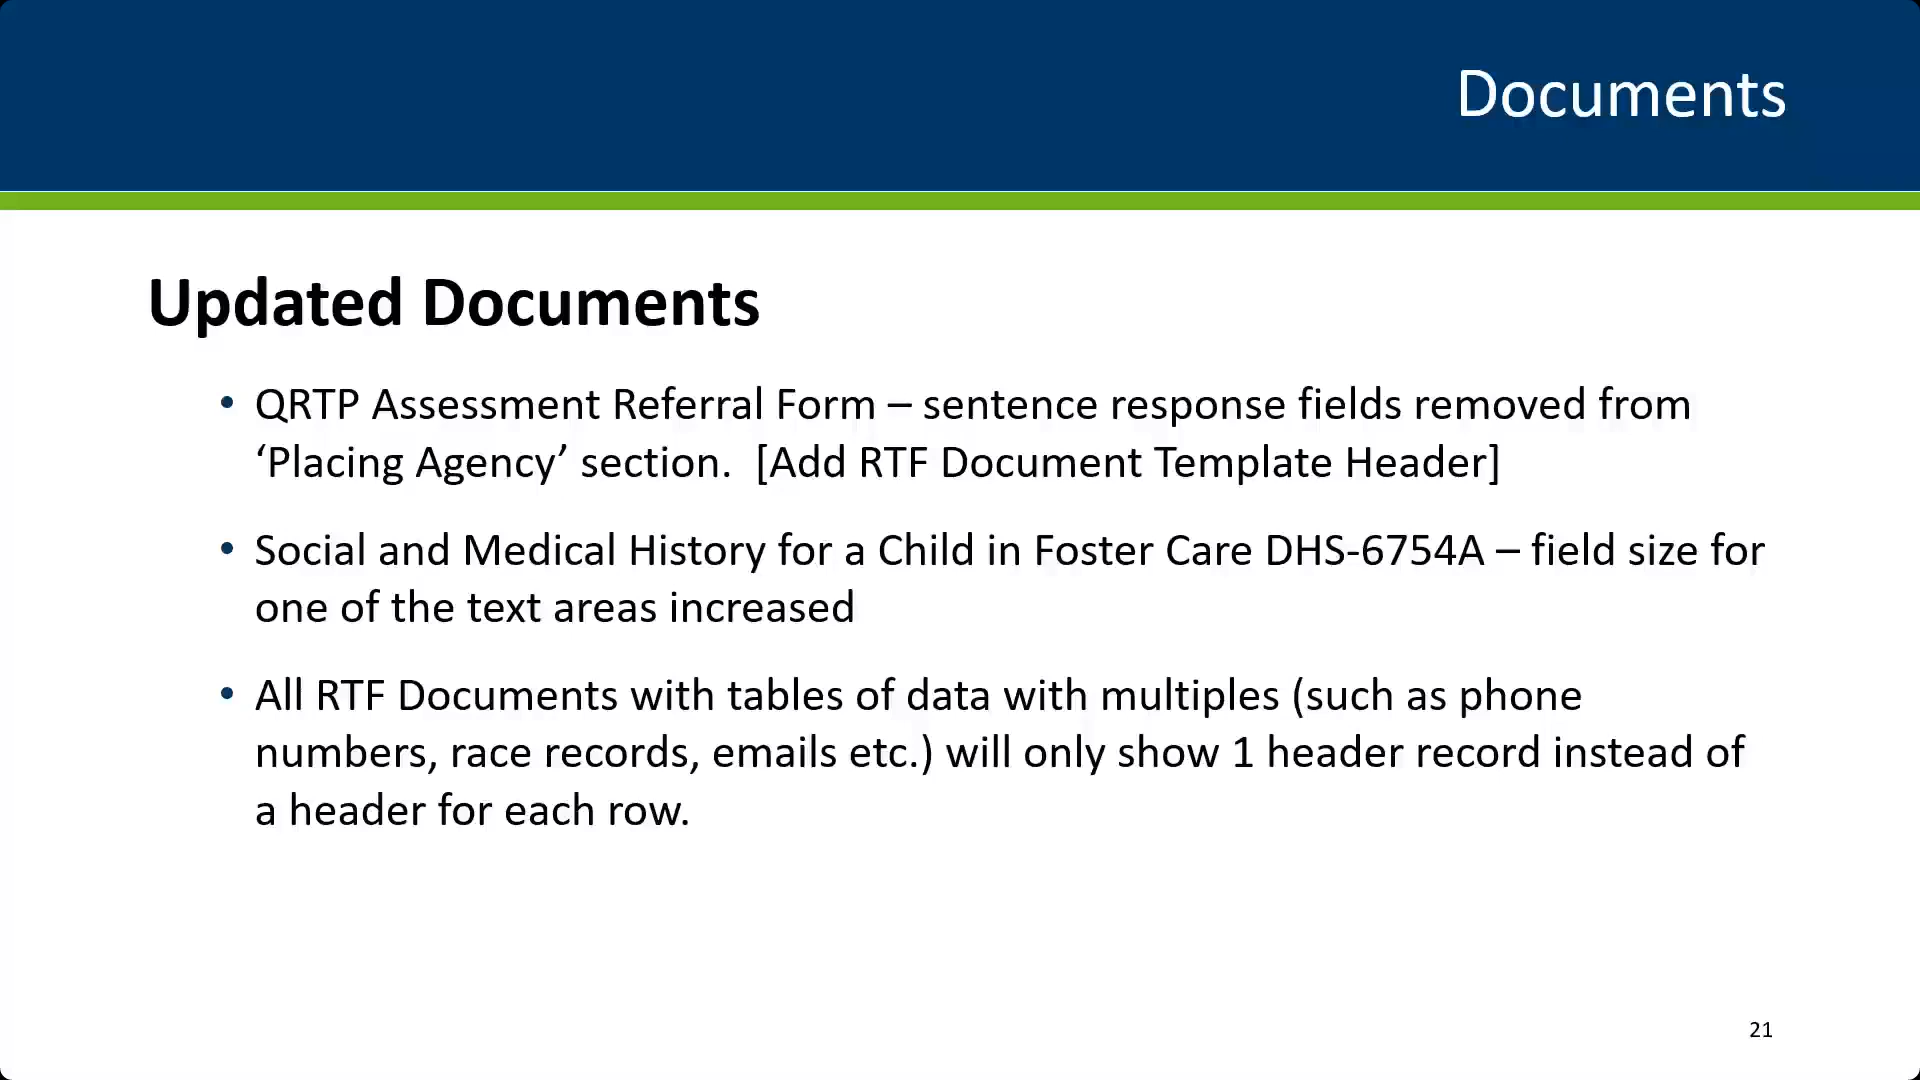 Documents
Updated Documents
• QRTP Assessment Referral Form – sentence response fields removed from
‘Placing Agency’ section.  [Add RTF Document Template Header]
• Social and Medical History for a Child in Foster Care DHS-6754A – field size for
one of the text areas increased
• All RTF Documents with tables of data with multiples (such as phone
numbers, race records, emails etc.) will only show 1 header record instead of
a header for each row.
21